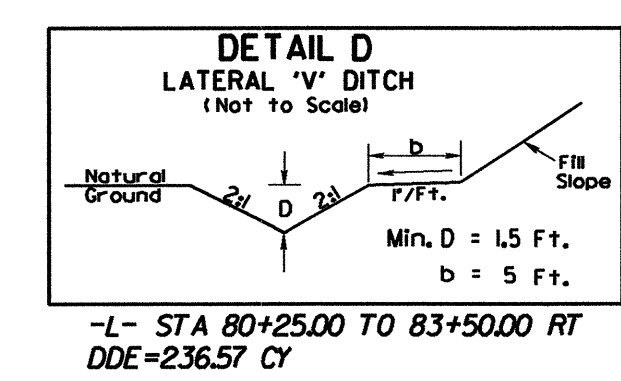 DETAIL D
LATERAL 'V' DITCH
(Not to Scale)
b
Natural
Ground
2:1
D
2:1
1"/Ft.
Fill
Slope
Min. D = 1.5 Ft.
b = 5 Ft.
-L- STA 80+25.00 TO 83+50.00 RT
DDE=236.57 CY